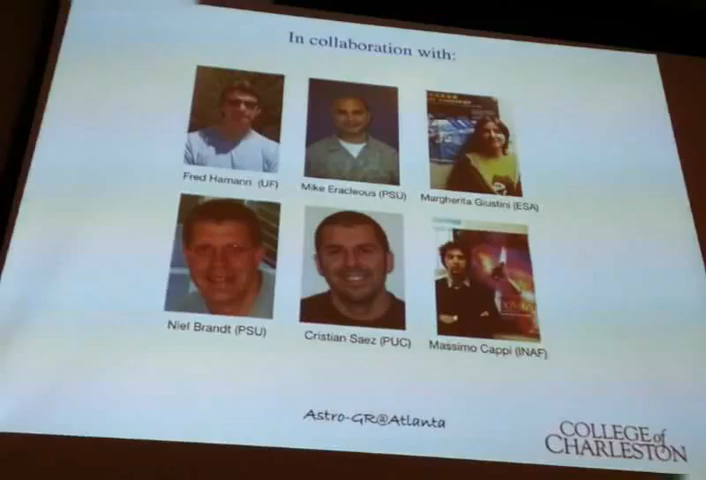 In collaboration with:
Fred Hamann (UF)
Mike Eracleous (PSU)
Margherita Giustini (ESA)
Niel Brandt (PSU)
Cristian Saez (PUC)
Massimo Cappi (INAF)
Astro-GR@Atlanta
COLLEGE of
CHARLESTON